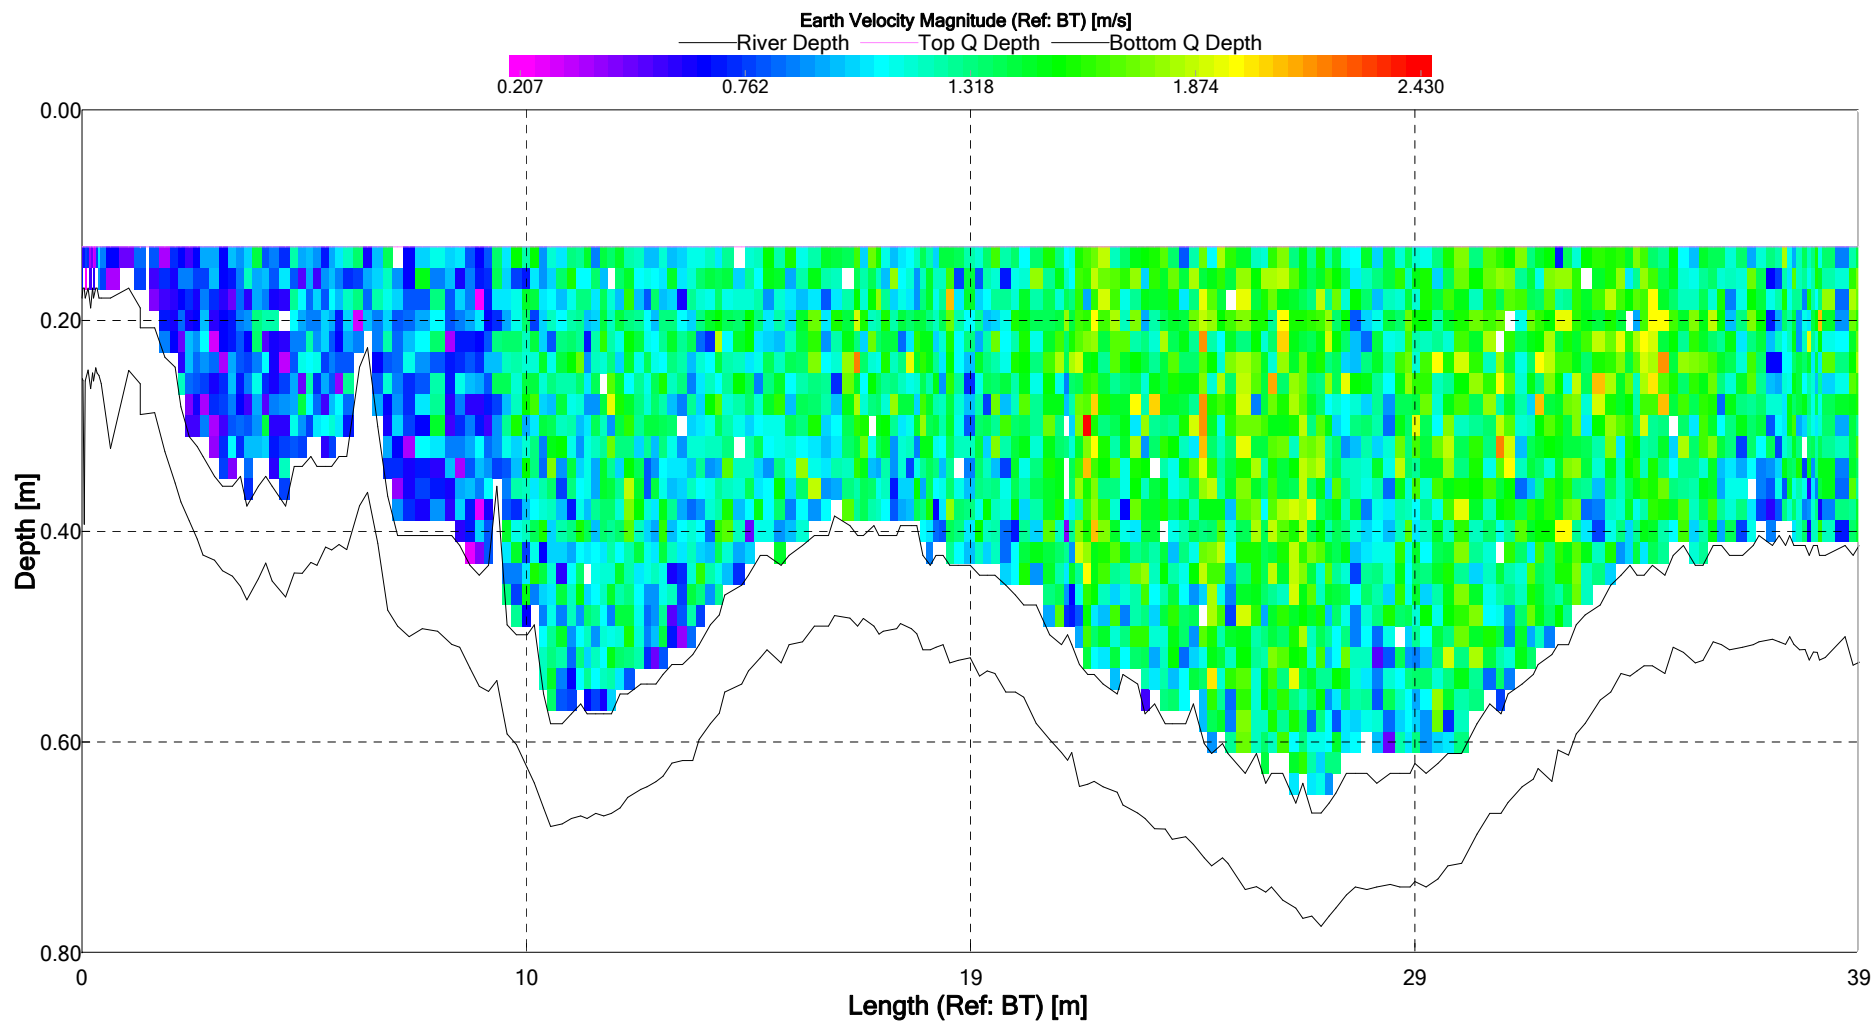 Earth Velocity Magnitude (Ref: BT) [m/s]
River Depth Top Q Depth Bottom Q Depth
0.207 0.762 1.318 1.874 2.430
0.00
0.20
0.40
0.60
0.80
Depth [m]
0 10 19 29 39
Length (Ref: BT) [m]